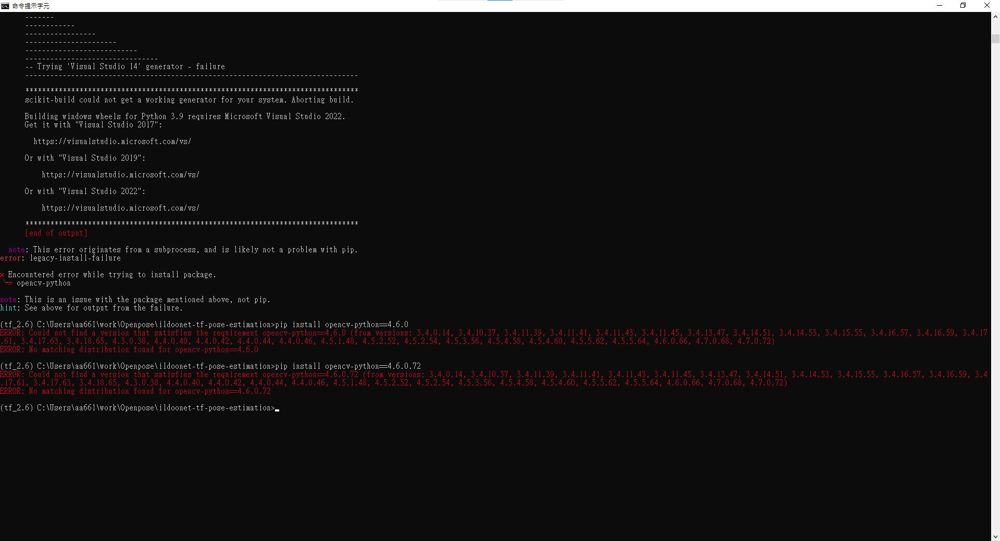 命令提示字元
-------
------------
-----------------
----------------------
---------------------------
--------------------------------
-- Trying 'Visual Studio 14' generator - failure
--------------------------------------------------------------------------------
********************************************************************************
scikit-build could not get a working generator for your system. Aborting build.
Building windows wheels for Python 3.9 requires Microsoft Visual Studio 2022.
Get it with "Visual Studio 2017":
https://visualstudio.microsoft.com/vs/
Or with "Visual Studio 2019":
https://visualstudio.microsoft.com/vs/
Or with "Visual Studio 2022":
https://visualstudio.microsoft.com/vs/
********************************************************************************
[end of output]
note: This error originates from a subprocess, and is likely not a problem with pip.
error: legacy-install-failure
× Encountered error while trying to install package.
╰─> opencv-python
note: This is an issue with the package mentioned above, not pip.
hint: See above for output from the failure.
(tf_2.6) C:\Users\aa661\work\Openpose\ildoonet-tf-pose-estimation>pip install opencv-python==4.6.0
ERROR: Could not find a version that satisfies the requirement opencv-python==4.6.0 (from versions: 3.4.0.14, 3.4.10.37, 3.4.11.39, 3.4.11.41, 3.4.11.43, 3.4.11.45, 3.4.13.47, 3.4.14.51, 3.4.14.53, 3.4.15.55, 3.4.16.57, 3.4.16.59, 3.4.17
.61, 3.4.17.63, 3.4.18.65, 4.3.0.38, 4.4.0.40, 4.4.0.42, 4.4.0.44, 4.4.0.46, 4.5.1.48, 4.5.2.52, 4.5.2.54, 4.5.3.56, 4.5.4.58, 4.5.4.60, 4.5.5.62, 4.5.5.64, 4.6.0.66, 4.7.0.68, 4.7.0.72)
ERROR: No matching distribution found for opencv-python==4.6.0
(tf_2.6) C:\Users\aa661\work\Openpose\ildoonet-tf-pose-estimation>pip install opencv-python==4.6.0.72
ERROR: Could not find a version that satisfies the requirement opencv-python==4.6.0.72 (from versions: 3.4.0.14, 3.4.10.37, 3.4.11.39, 3.4.11.41, 3.4.11.43, 3.4.11.45, 3.4.13.47, 3.4.14.51, 3.4.14.53, 3.4.15.55, 3.4.16.57, 3.4.16.59, 3.4
.17.61, 3.4.17.63, 3.4.18.65, 4.3.0.38, 4.4.0.40, 4.4.0.42, 4.4.0.44, 4.4.0.46, 4.5.1.48, 4.5.2.52, 4.5.2.54, 4.5.3.56, 4.5.4.58, 4.5.4.60, 4.5.5.62, 4.5.5.64, 4.6.0.66, 4.7.0.68, 4.7.0.72)
ERROR: No matching distribution found for opencv-python==4.6.0.72
(tf_2.6) C:\Users\aa661\work\Openpose\ildoonet-tf-pose-estimation>